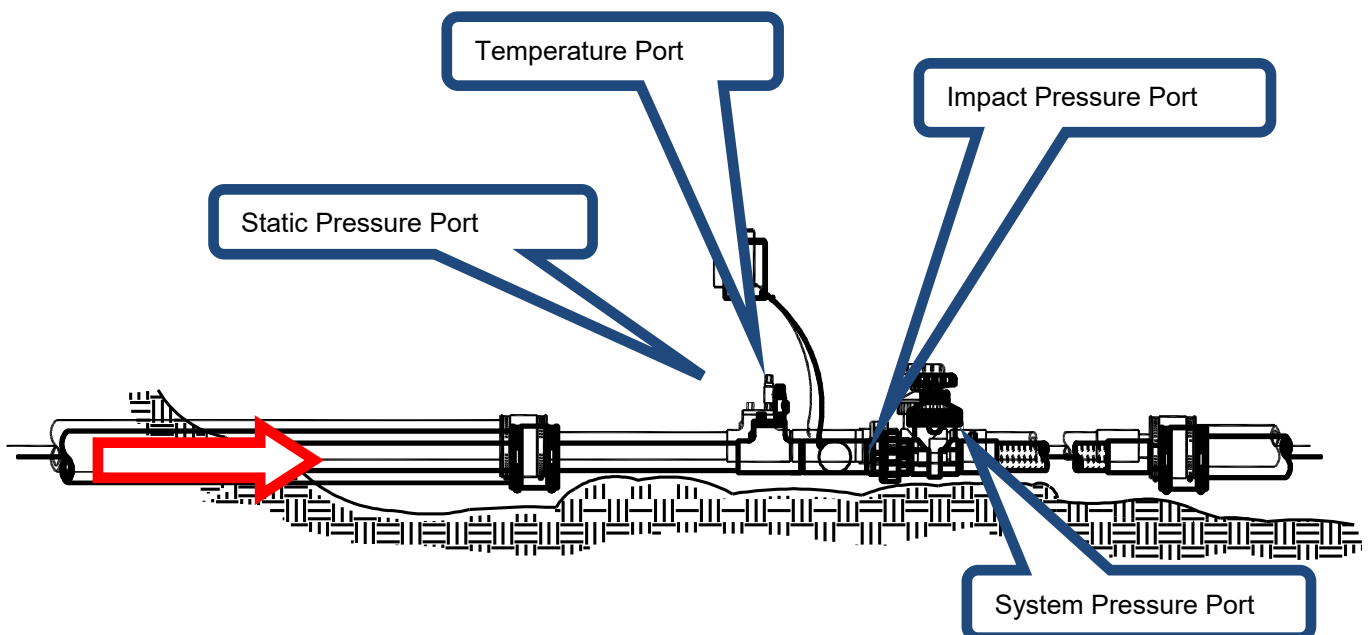 Temperature Port
Impact Pressure Port
Static Pressure Port
System Pressure Port